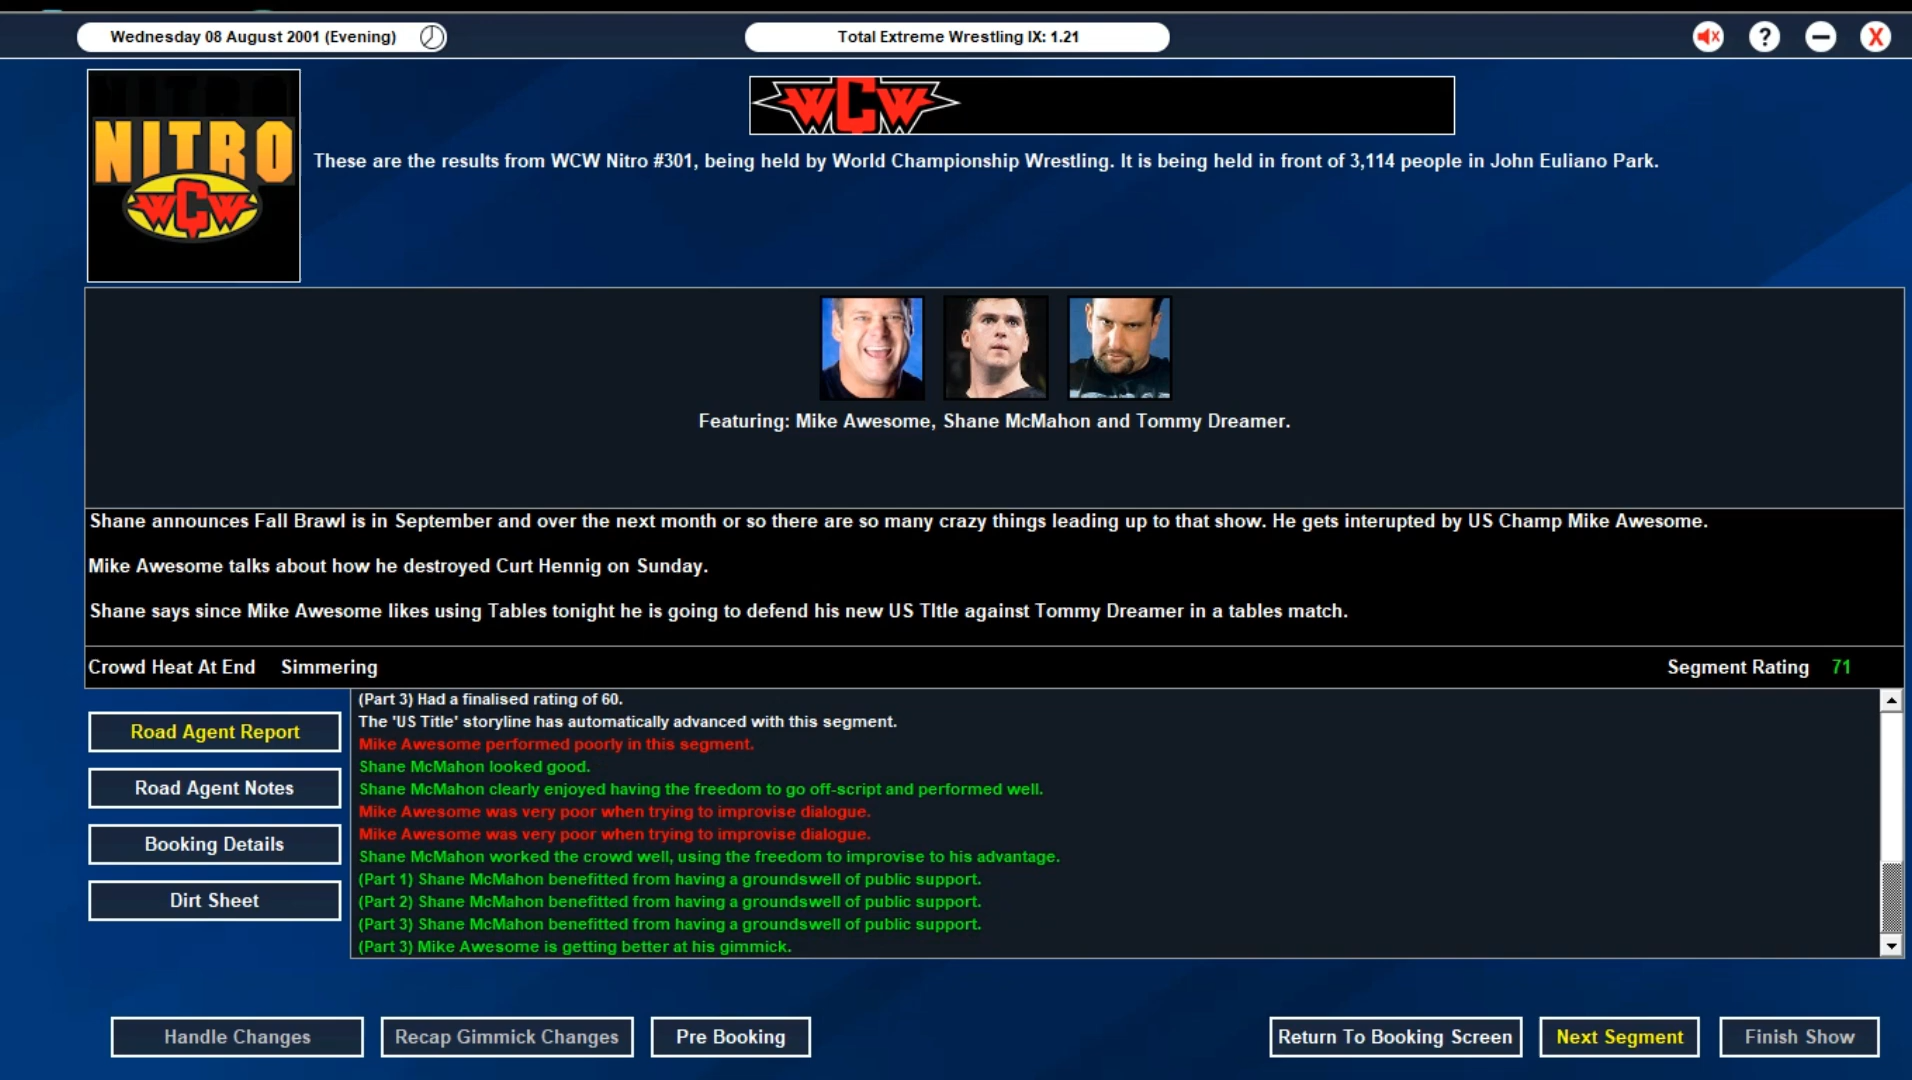 Wednesday 08 August 2001 (Evening)
Total Extreme Wrestling IX: 1.21
?
X
NITRO
WCW
WCW
These are the results from WCW Nitro #301, being held by World Championship Wrestling. It is being held in front of 3,114 people in John Euliano Park.
Featuring: Mike Awesome, Shane McMahon and Tommy Dreamer.
Shane announces Fall Brawl is in September and over the next month or so there are so many crazy things leading up to that show. He gets interupted by US Champ Mike Awesome.
Mike Awesome talks about how he destroyed Curt Hennig on Sunday.
Shane says since Mike Awesome likes using Tables tonight he is going to defend his new US TItle against Tommy Dreamer in a tables match.
Crowd Heat At End Simmering
Segment Rating 71
Road Agent Report
Road Agent Notes
Booking Details
Dirt Sheet
(Part 3) Had a finalised rating of 60.
The 'US Title' storyline has automatically advanced with this segment.
Mike Awesome performed poorly in this segment.
Shane McMahon looked good.
Shane McMahon clearly enjoyed having the freedom to go off-script and performed well.
Mike Awesome was very poor when trying to improvise dialogue.
Mike Awesome was very poor when trying to improvise dialogue.
Shane McMahon worked the crowd well, using the freedom to improvise to his advantage.
(Part 1) Shane McMahon benefitted from having a groundswell of public support.
(Part 2) Shane McMahon benefitted from having a groundswell of public support.
(Part 3) Shane McMahon benefitted from having a groundswell of public support.
(Part 3) Mike Awesome is getting better at his gimmick.
Handle Changes
Recap Gimmick Changes
Pre Booking
Return To Booking Screen
Next Segment
Finish Show